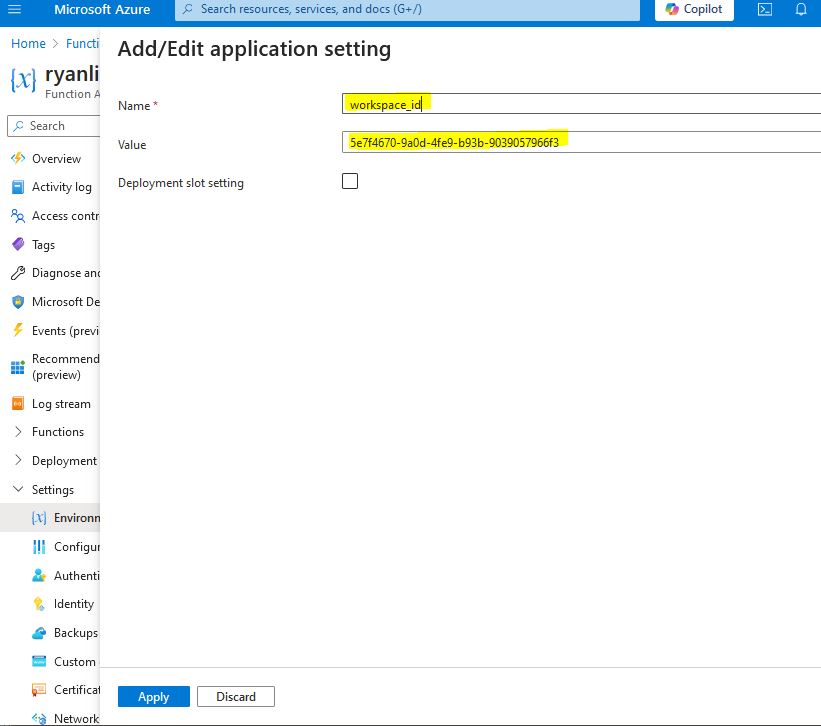 Microsoft Azure
Search resources, services, and docs (G+/)
Copilot
Home > Functi
Add/Edit application setting
{x}
ryanli
Function A
Search
Name *
workspace_id
Value
5e7f4670-9a0d-4fe9-b93b-9039057966f3
Deployment slot setting
Overview
Activity log
Access contr
Tags
Diagnose and
Microsoft De
Events (previ
Recommend
(preview)
Log stream
Functions
Deployment
Settings
{x} Environn
Configur
Authenti
Identity
Backups
Custom
Certificat
Network
Apply
Discard